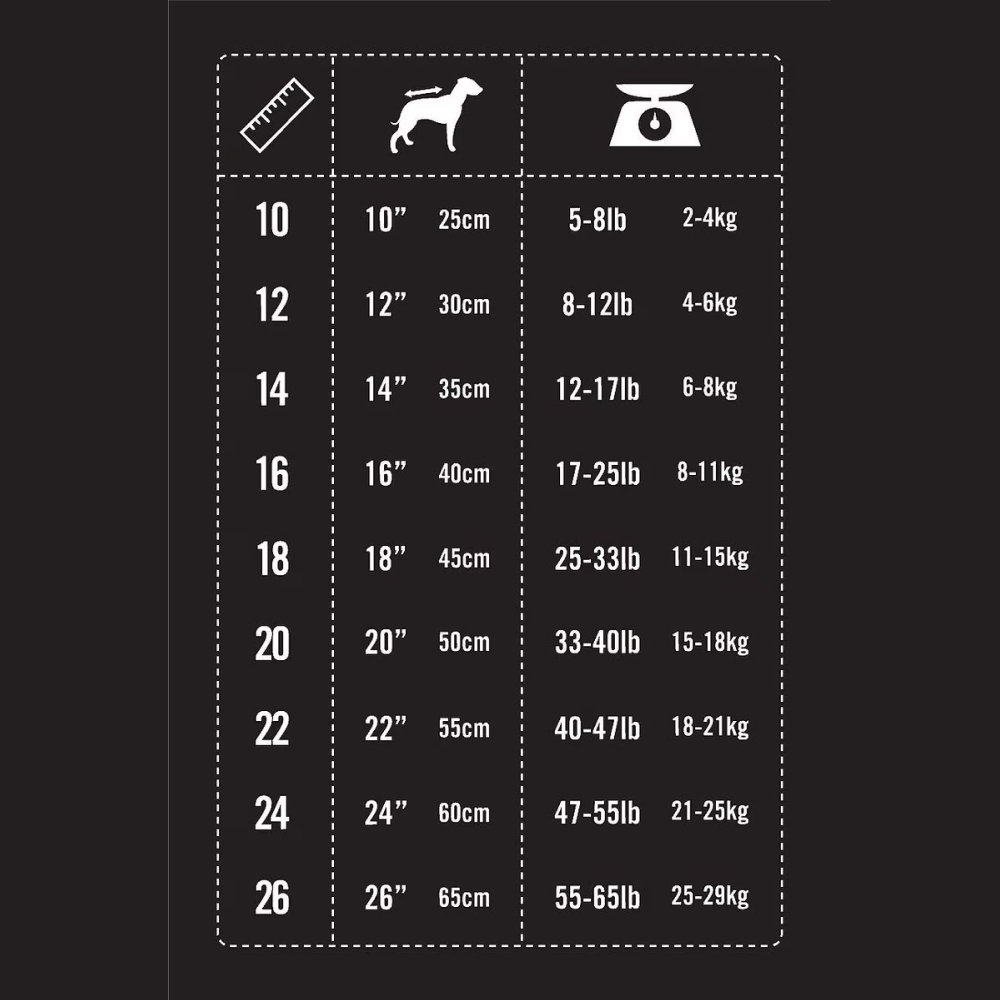 10 10” 25cm 5-8lb 2-4kg
12 12” 30cm 8-12lb 4-6kg
14 14” 35cm 12-17lb 6-8kg
16 16” 40cm 17-25lb 8-11kg
18 18” 45cm 25-33lb 11-15kg
20 20” 50cm 33-40lb 15-18kg
22 22” 55cm 40-47lb 18-21kg
24 24” 60cm 47-55lb 21-25kg
26 26” 65cm 55-65lb 25-29kg